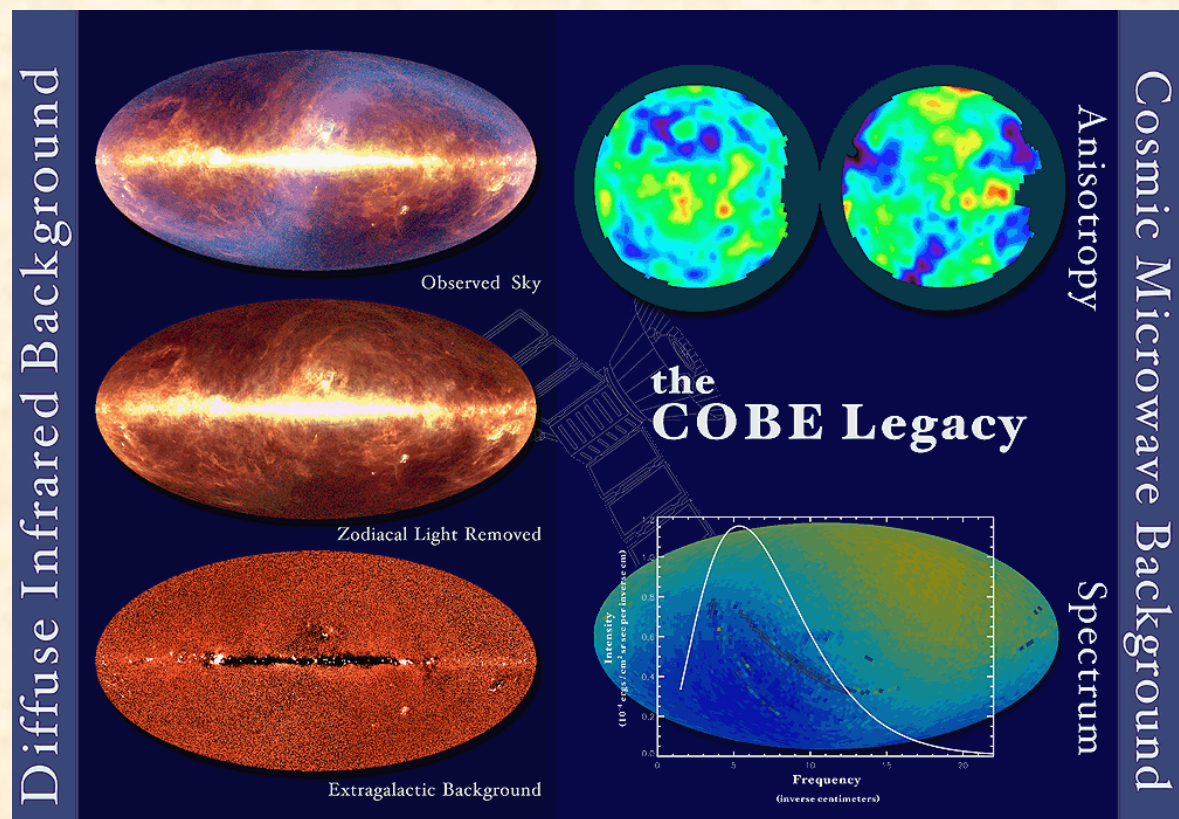 Diffuse Infrared Background
Observed Sky
Zodiacal Light Removed
Extragalactic Background
Anisotropy
the
COBE Legacy
Spectrum
Cosmic Microwave Background
1.2
1.0
0.8
0.6
0.4
0.2
0.0
Intensity
(10⁻⁴ ergs / cm² sr sec per inverse cm)
0 5 10 15 20
Frequency
(inverse centimeters)